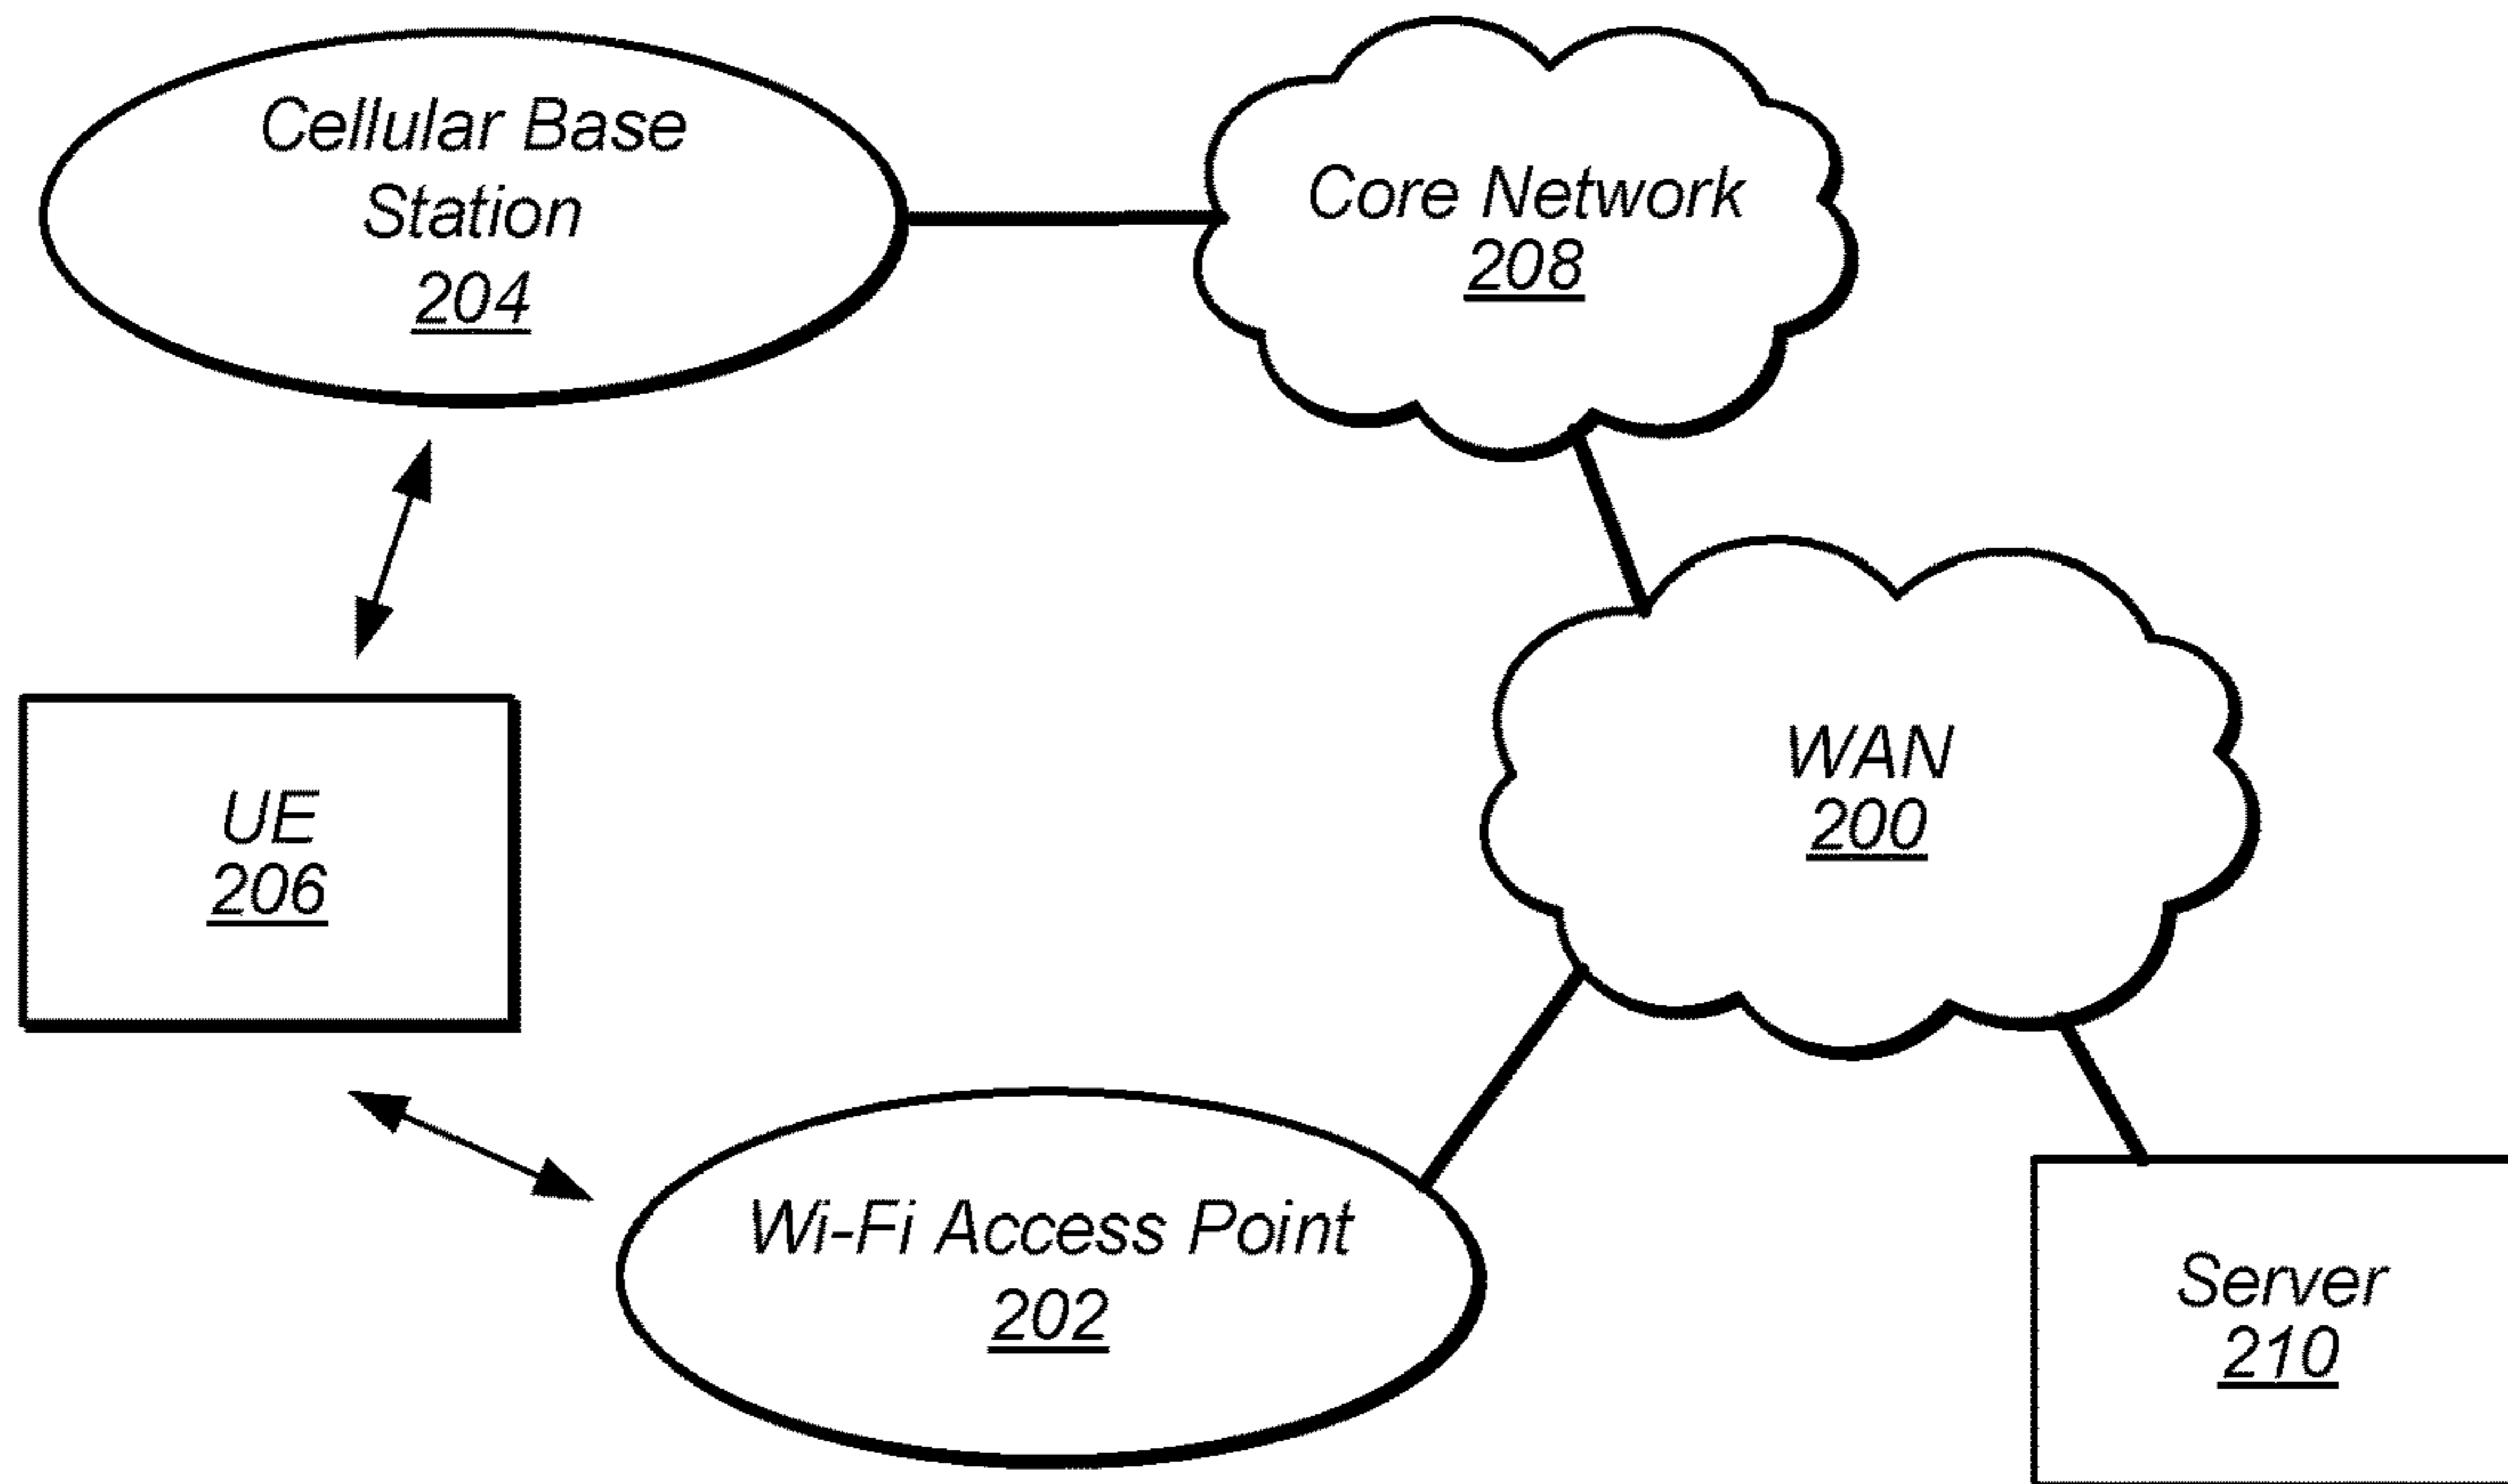 Cellular Base
Station
204
Core Network
208
UE
206
WAN
200
Wi-Fi Access Point
202
Server
210